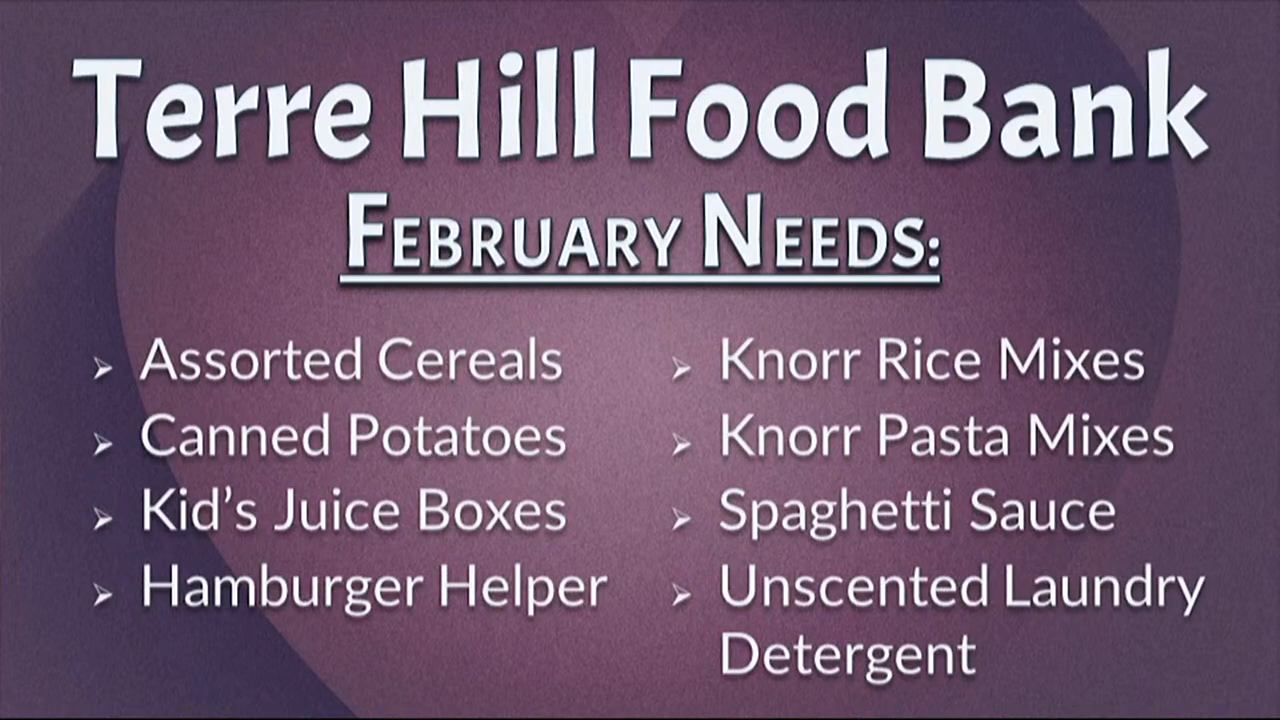 Terre Hill Food Bank
February Needs:
Assorted Cereals
Canned Potatoes
Kid’s Juice Boxes
Hamburger Helper
Knorr Rice Mixes
Knorr Pasta Mixes
Spaghetti Sauce
Unscented Laundry
Detergent